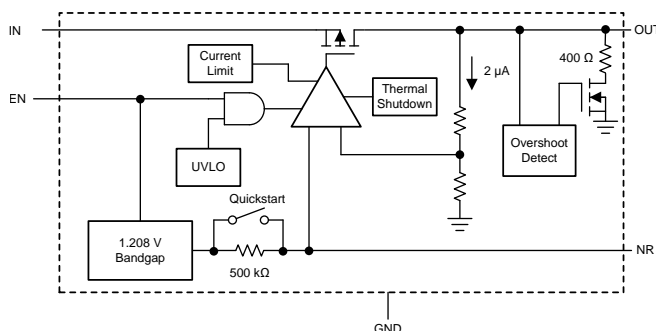 IN
OUT
Current
Limit
2 µA
400 Ω
EN
Thermal
Shutdown
UVLO
Overshoot
Detect
Quickstart
1.208 V
Bandgap
500 kΩ
NR
GND